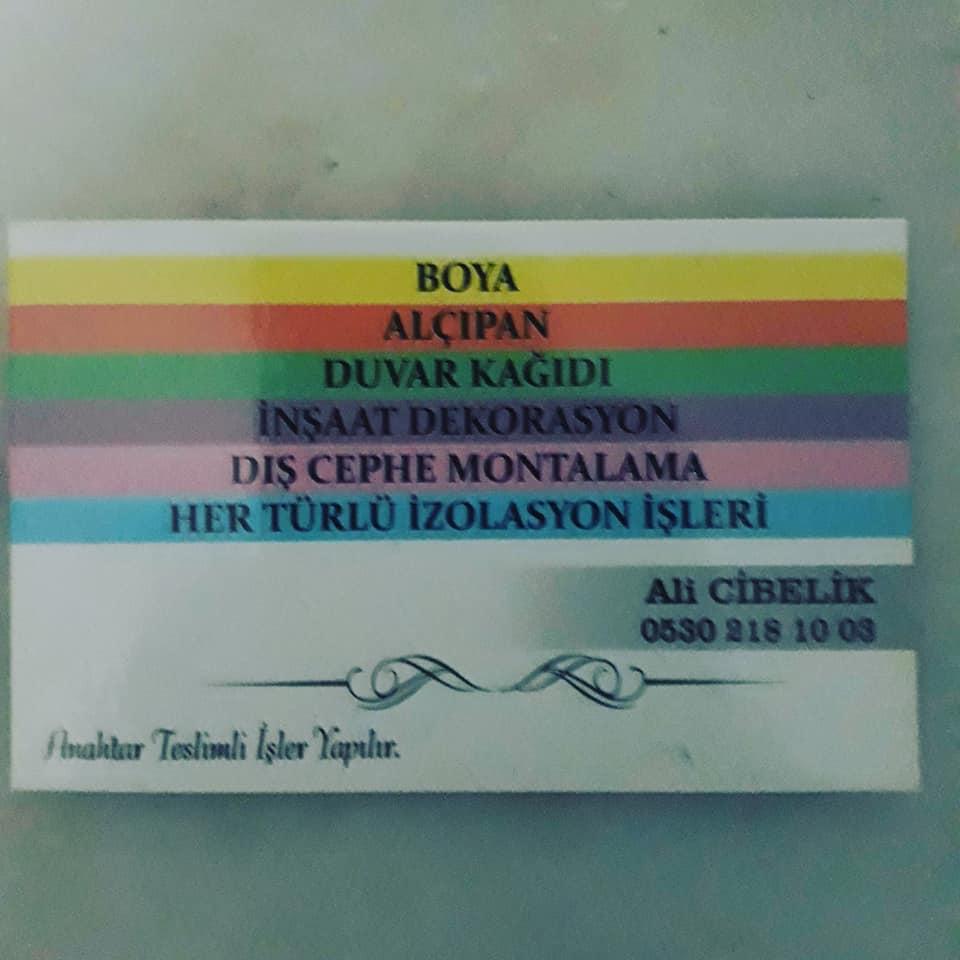 BOYA
ALÇIPAN
DUVAR KAĞIDI
İNŞAAT DEKORASYON
DIŞ CEPHE MONTALAMA
HER TÜRLÜ İZOLASYON İŞLERİ
Ali CİBELİK
0530 218 10 03
Anahtar Teslimli İşler Yapılır.